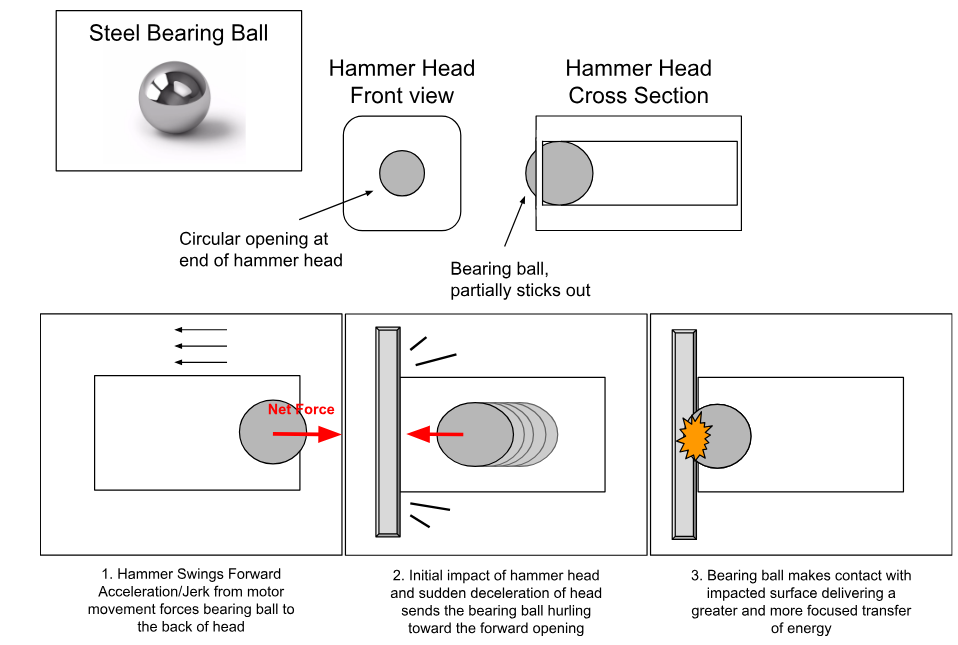 Steel Bearing Ball
Hammer Head
Front view
Hammer Head
Cross Section
Circular opening at
end of hammer head
Bearing ball,
partially sticks out
Net Force
1. Hammer Swings Forward
Acceleration/Jerk from motor
movement forces bearing ball to
the back of head
2. Initial impact of hammer head
and sudden deceleration of head
sends the bearing ball hurling
toward the forward opening
3. Bearing ball makes contact with
impacted surface delivering a
greater and more focused transfer
of energy